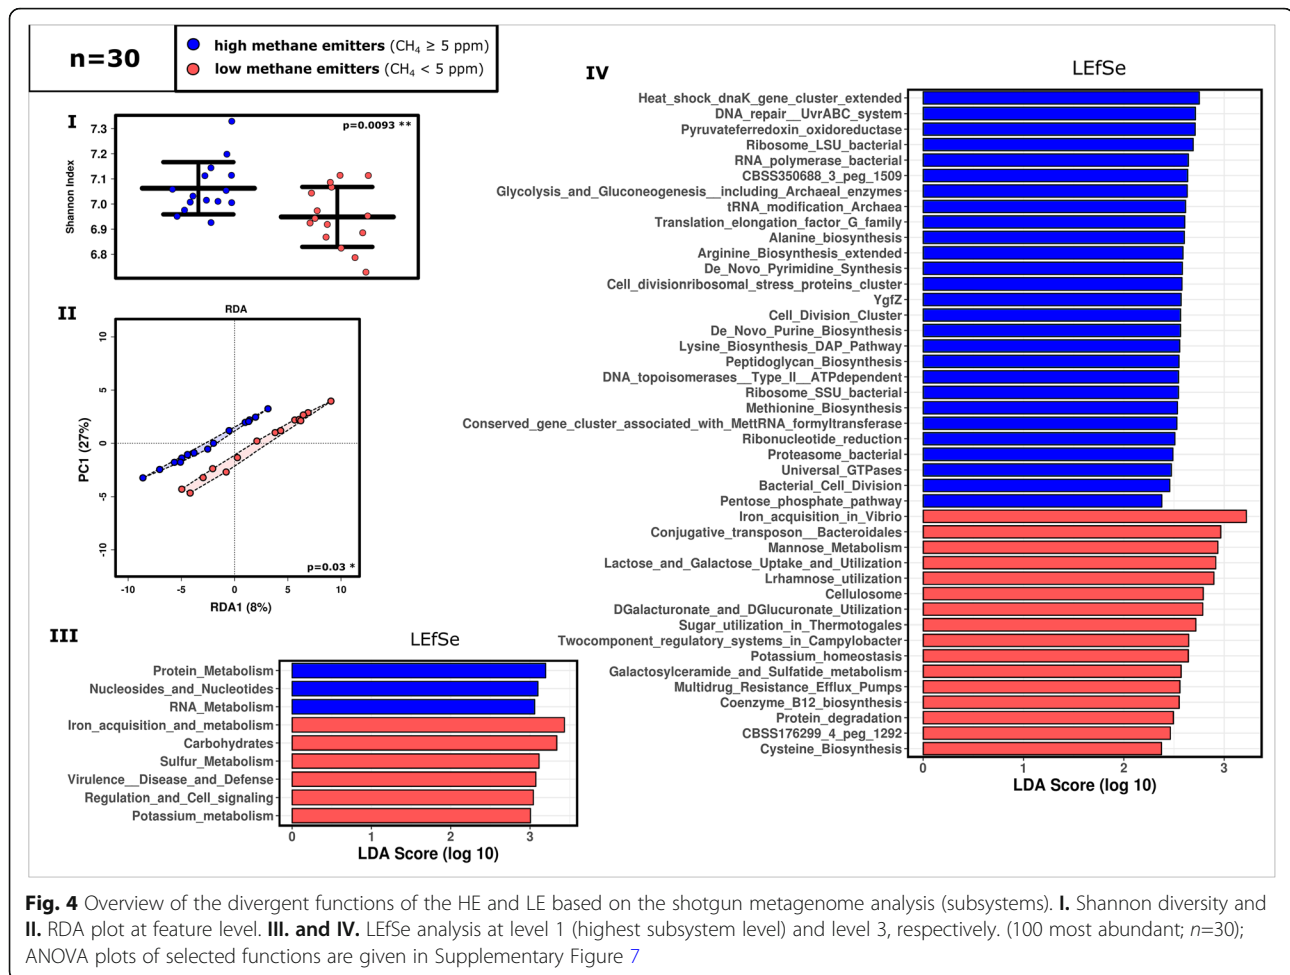 n=30
high methane emitters (CH₄ ≥ 5 ppm)
low methane emitters (CH₄ < 5 ppm)
I
p=0.0093 **
Shannon Index
7.3
7.2
7.1
7.0
6.9
6.8
II
RDA
PC1 (27%)
10
5
0
-5
-10
p=0.03 *
-10 -5 0 5 10
RDA1 (8%)
III
LEfSe
Protein_Metabolism
Nucleosides_and_Nucleotides
RNA_Metabolism
Iron_acquisition_and_metabolism
Carbohydrates
Sulfur_Metabolism
Virulence__Disease_and_Defense
Regulation_and_Cell_signaling
Potassium_metabolism
0 1 2 3
LDA Score (log 10)
IV
LEfSe
Heat_shock_dnaK_gene_cluster_extended
DNA_repair__UvrABC_system
Pyruvateferredoxin_oxidoreductase
Ribosome_LSU_bacterial
RNA_polymerase_bacterial
CBSS350688_3_peg_1509
Glycolysis_and_Gluconeogenesis__including_Archaeal_enzymes
tRNA_modification_Archaea
Translation_elongation_factor_G_family
Alanine_biosynthesis
Arginine_Biosynthesis_extended
De_Novo_Pyrimidine_Synthesis
Cell_divisionribosomal_stress_proteins_cluster
YgfZ
Cell_Division_Cluster
De_Novo_Purine_Biosynthesis
Lysine_Biosynthesis_DAP_Pathway
Peptidoglycan_Biosynthesis
DNA_topoisomerases__Type_II__ATPdependent
Ribosome_SSU_bacterial
Methionine_Biosynthesis
Conserved_gene_cluster_associated_with_MettRNA_formyltransferase
Ribonucleotide_reduction
Proteasome_bacterial
Universal_GTPases
Bacterial_Cell_Division
Pentose_phosphate_pathway
Iron_acquisition_in_Vibrio
Conjugative_transposon__Bacteroidales
Mannose_Metabolism
Lactose_and_Galactose_Uptake_and_Utilization
Lrhamnose_utilization
Cellulosome
DGalacturonate_and_DGlucuronate_Utilization
Sugar_utilization_in_Thermotogales
Twocomponent_regulatory_systems_in_Campylobacter
Potassium_homeostasis
Galactosylceramide_and_Sulfatide_metabolism
Multidrug_Resistance_Efflux_Pumps
Coenzyme_B12_biosynthesis
Protein_degradation
CBSS176299_4_peg_1292
Cysteine_Biosynthesis
0 1 2 3
LDA Score (log 10)
Fig. 4 Overview of the divergent functions of the HE and LE based on the shotgun metagenome analysis (subsystems). I. Shannon diversity and
II. RDA plot at feature level. III. and IV. LEfSe analysis at level 1 (highest subsystem level) and level 3, respectively. (100 most abundant; n=30);
ANOVA plots of selected functions are given in Supplementary Figure 7